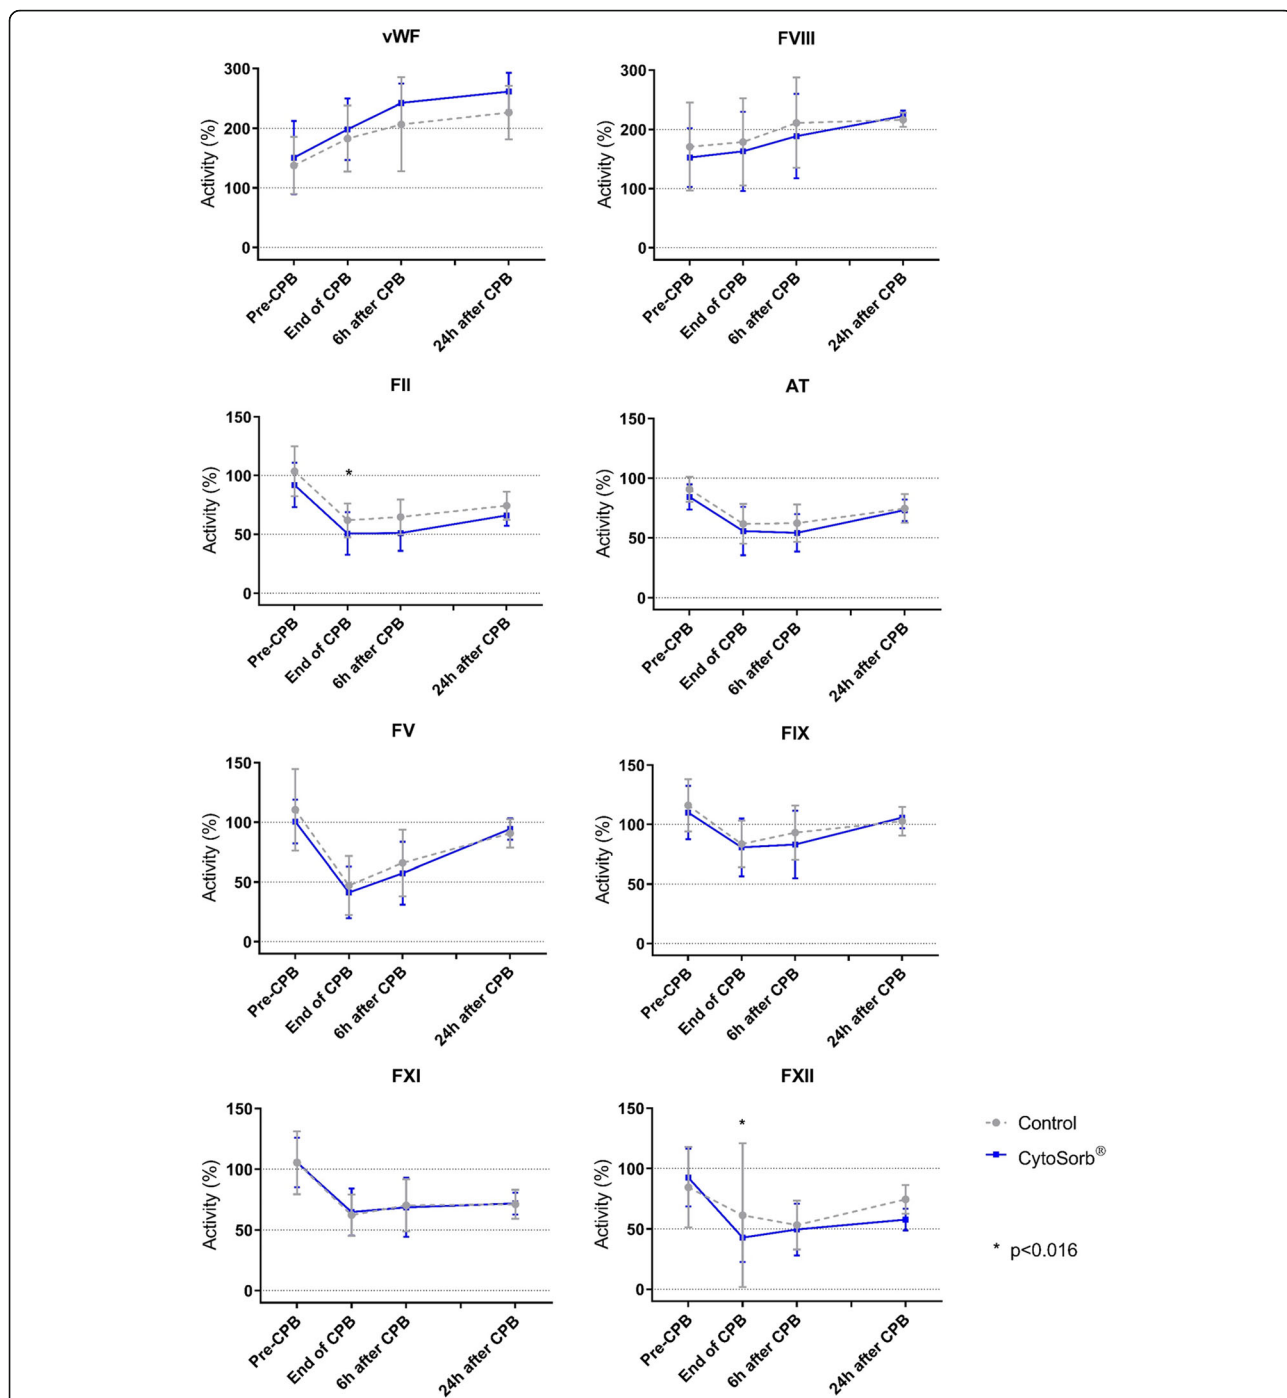 vWF
300
200
100
0
Activity (%)
Pre-CPB
End of CPB
6h after CPB
24h after CPB
FVIII
300
200
100
0
Activity (%)
Pre-CPB
End of CPB
6h after CPB
24h after CPB
FII
150
100
50
0
Activity (%)
*
Pre-CPB
End of CPB
6h after CPB
24h after CPB
AT
150
100
50
0
Activity (%)
Pre-CPB
End of CPB
6h after CPB
24h after CPB
FV
150
100
50
0
Activity (%)
Pre-CPB
End of CPB
6h after CPB
24h after CPB
FIX
150
100
50
0
Activity (%)
Pre-CPB
End of CPB
6h after CPB
24h after CPB
FXI
150
100
50
0
Activity (%)
Pre-CPB
End of CPB
6h after CPB
24h after CPB
FXII
150
100
50
0
Activity (%)
*
Pre-CPB
End of CPB
6h after CPB
24h after CPB
Control
CytoSorb®
* p<0.016